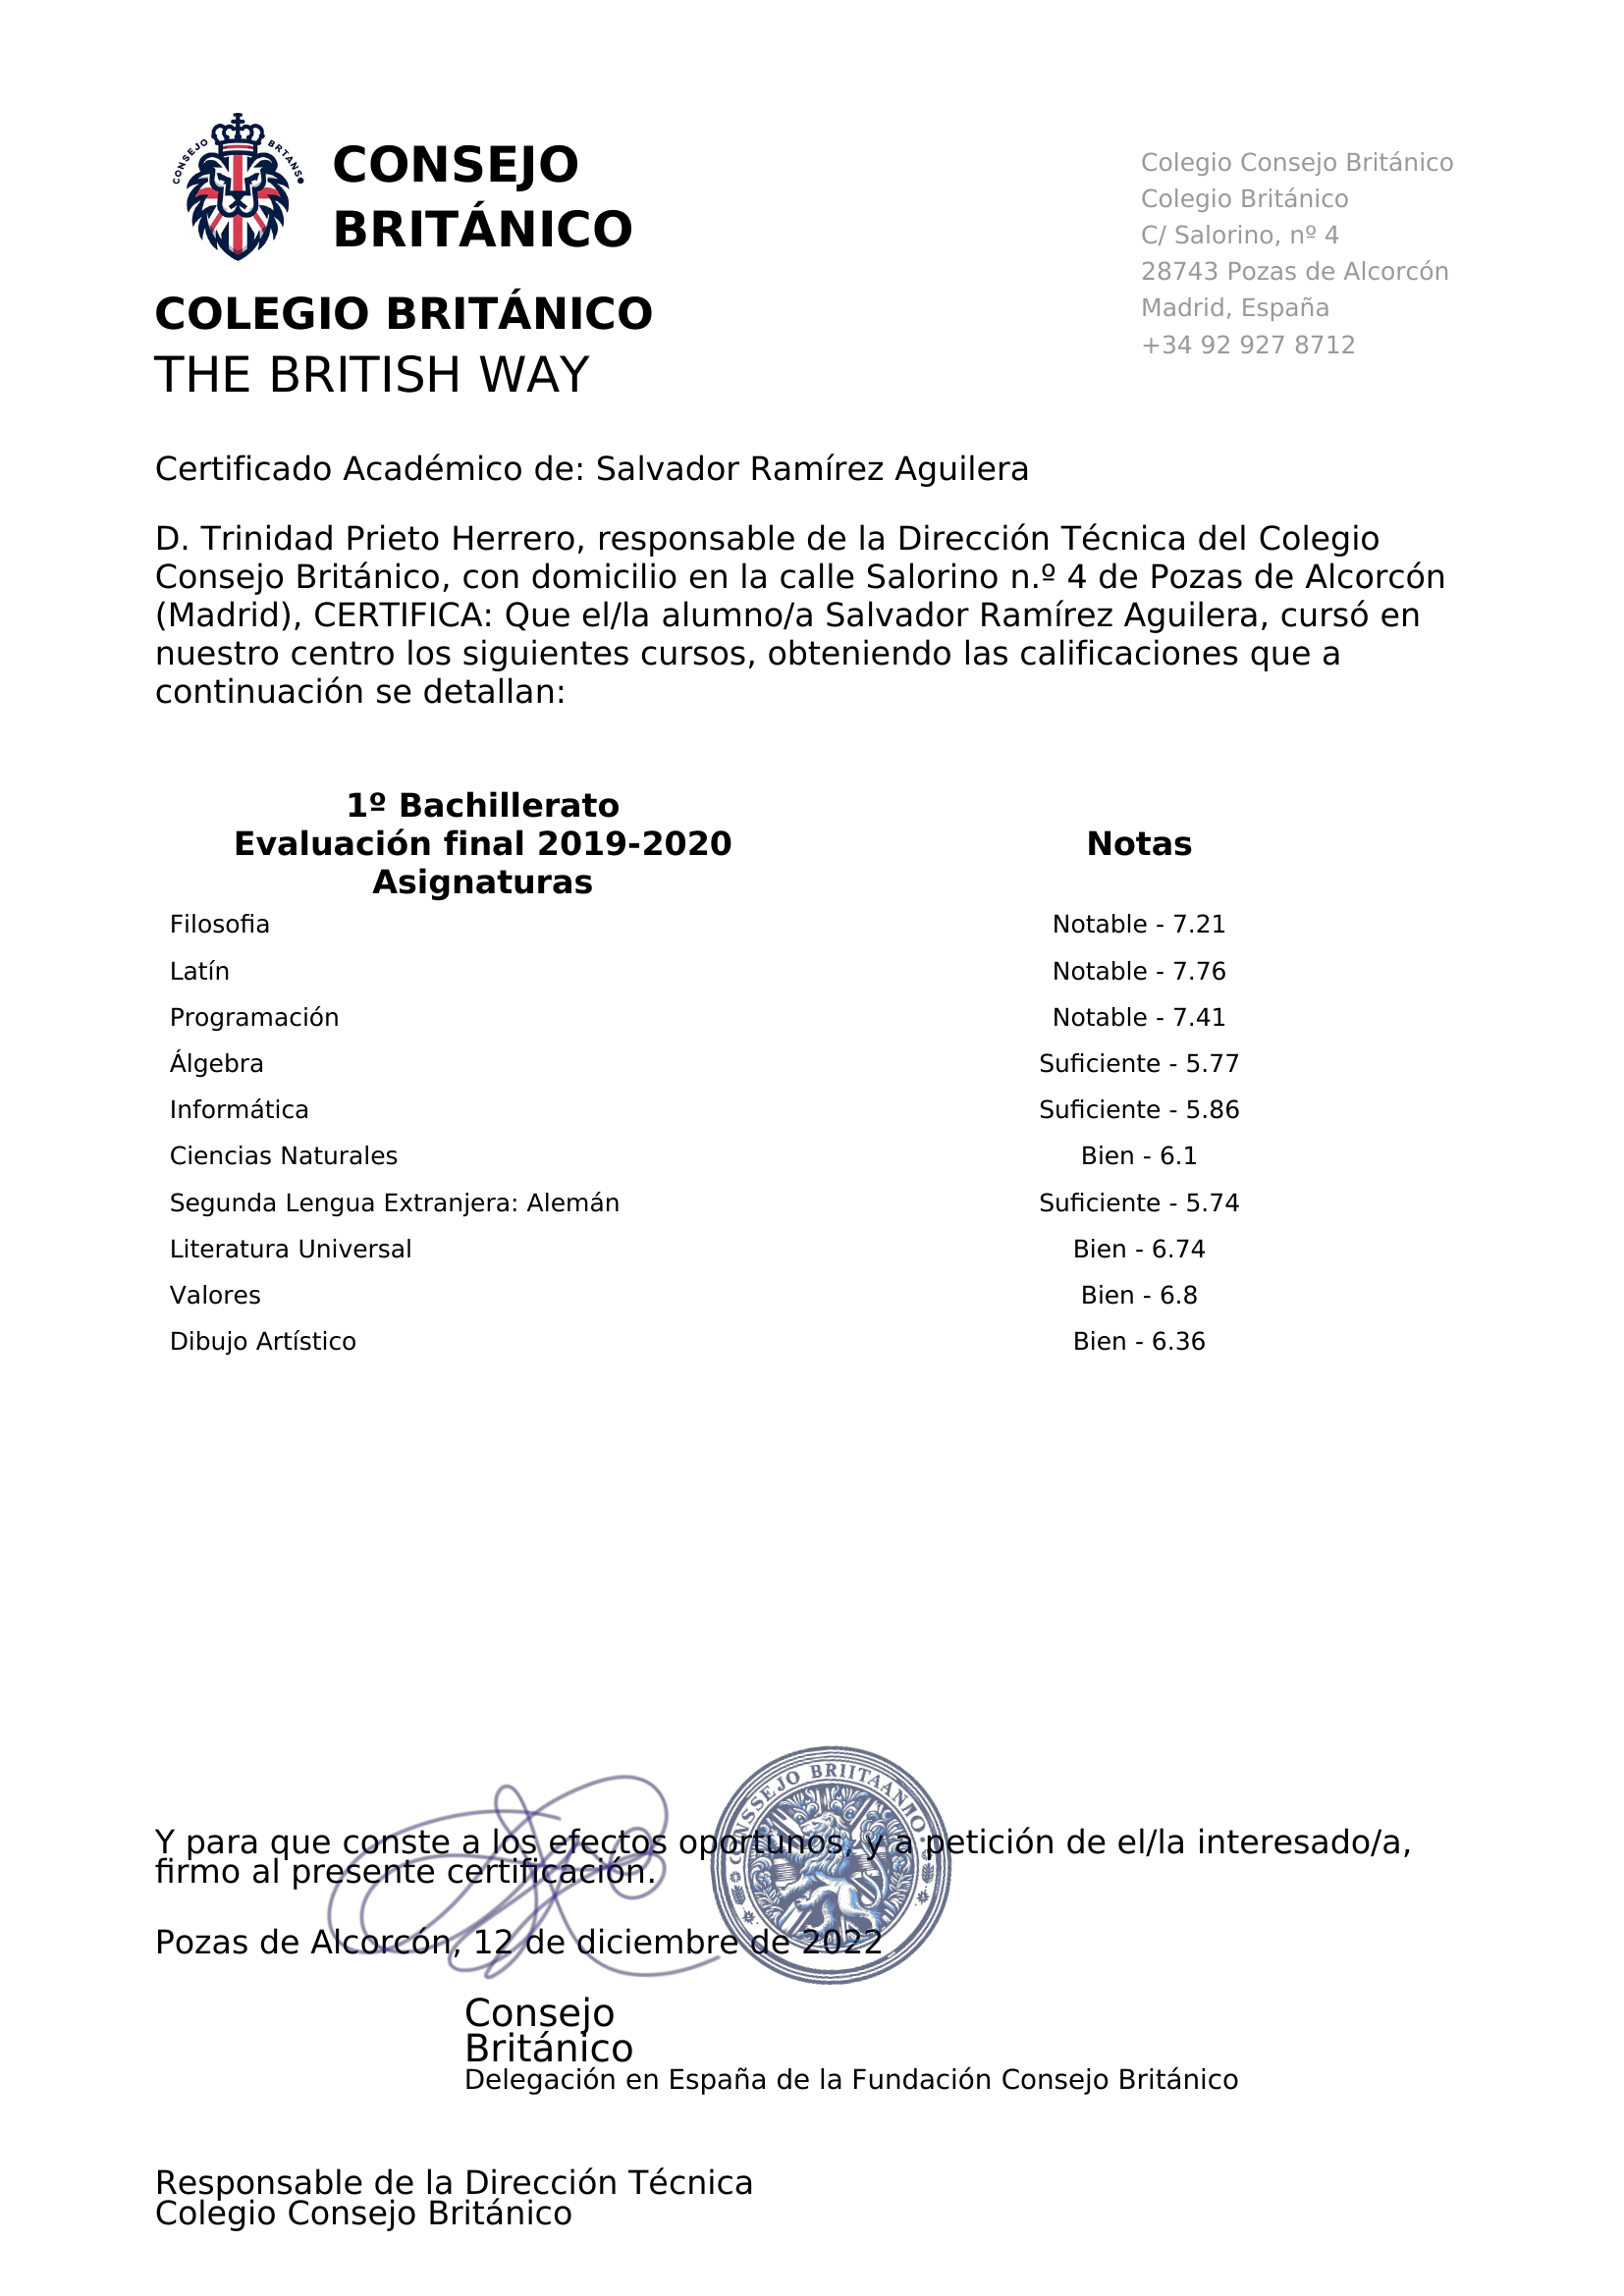 CONSEJO BRTANS
CONSEJO
BRITÁNICO
COLEGIO BRITÁNICO
THE BRITISH WAY
Colegio Consejo Británico
Colegio Británico
C/ Salorino, nº 4
28743 Pozas de Alcorcón
Madrid, España
+34 92 927 8712
Certificado Académico de: Salvador Ramírez Aguilera
D. Trinidad Prieto Herrero, responsable de la Dirección Técnica del Colegio
Consejo Británico, con domicilio en la calle Salorino n.º 4 de Pozas de Alcorcón
(Madrid), CERTIFICA: Que el/la alumno/a Salvador Ramírez Aguilera, cursó en
nuestro centro los siguientes cursos, obteniendo las calificaciones que a
continuación se detallan:
1º Bachillerato
Evaluación final 2019-2020
Asignaturas
Notas
Filosofia Notable - 7.21
Latín Notable - 7.76
Programación Notable - 7.41
Álgebra Suficiente - 5.77
Informática Suficiente - 5.86
Ciencias Naturales Bien - 6.1
Segunda Lengua Extranjera: Alemán Suficiente - 5.74
Literatura Universal Bien - 6.74
Valores Bien - 6.8
Dibujo Artístico Bien - 6.36
Y para que conste a los efectos oportunos, y a petición de el/la interesado/a,
firmo al presente certificación.
Pozas de Alcorcón, 12 de diciembre de 2022
Consejo
Británico
Delegación en España de la Fundación Consejo Británico
Responsable de la Dirección Técnica
Colegio Consejo Británico